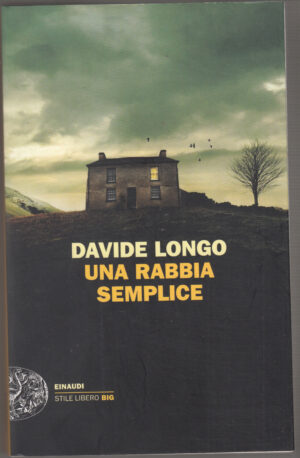 DAVIDE LONGO
UNA RABBIA
SEMPLICE
EINAUDI
STILE LIBERO BIG